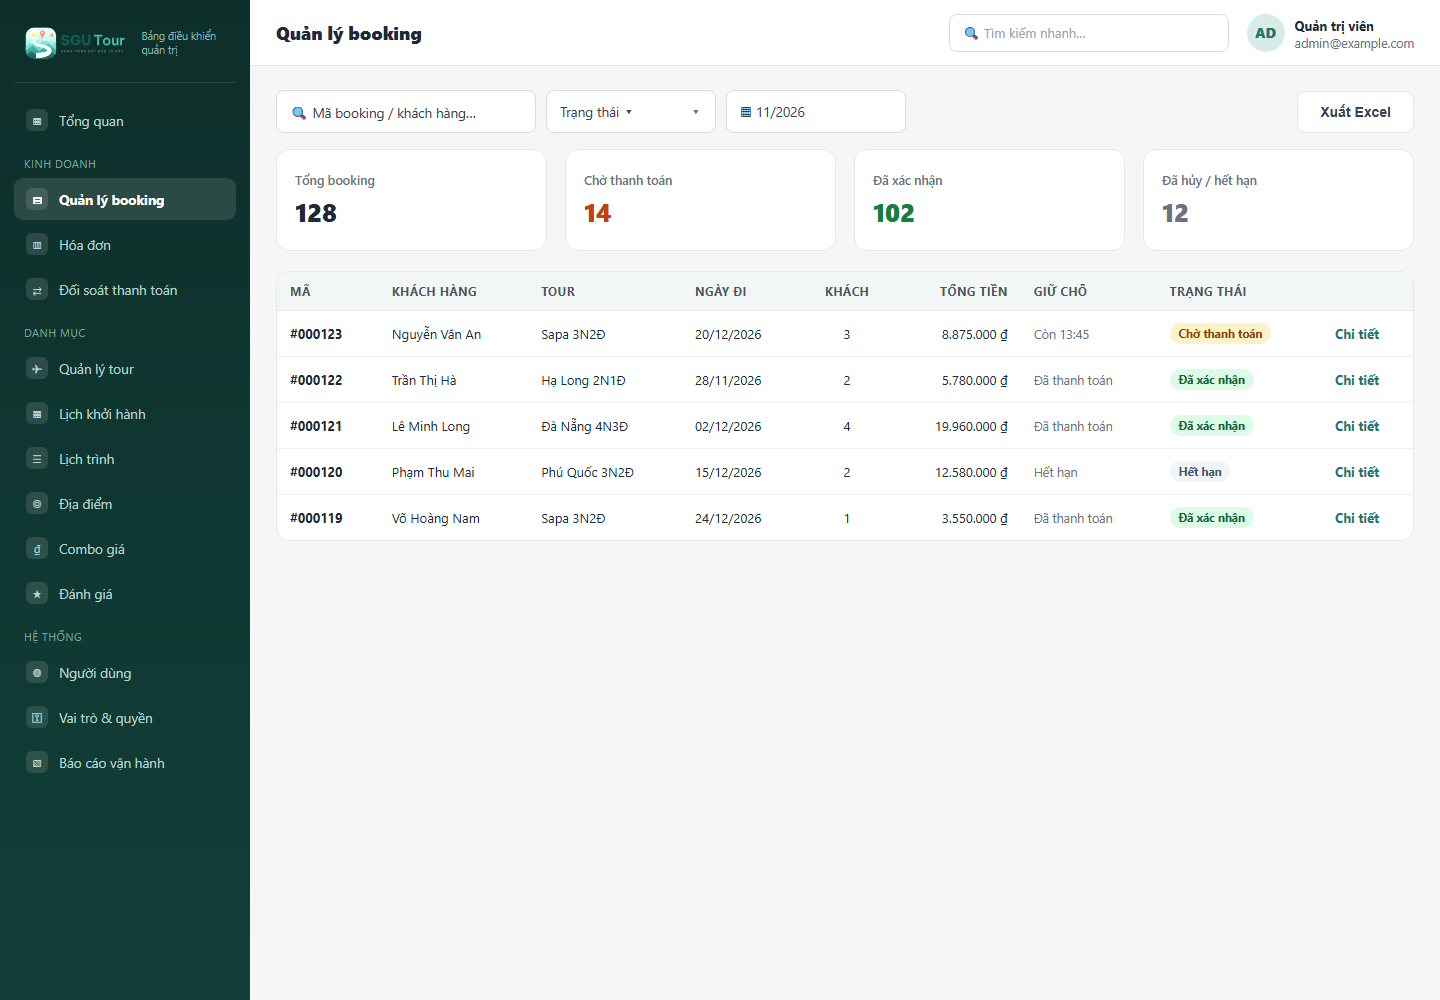 SGU Tour
Bảng điều khiển
quản trị
Tổng quan
KINH DOANH
Quản lý booking
Hóa đơn
Đối soát thanh toán
DANH MỤC
Quản lý tour
Lịch khởi hành
Lịch trình
Địa điểm
Combo giá
Đánh giá
HỆ THỐNG
Người dùng
Vai trò & quyền
Báo cáo vận hành
Quản lý booking
Tìm kiếm nhanh...
AD
Quản trị viên
admin@example.com
Mã booking / khách hàng...
Trạng thái
11/2026
Xuất Excel
Tổng booking
128
Chờ thanh toán
14
Đã xác nhận
102
Đã hủy / hết hạn
12
MÃ KHÁCH HÀNG TOUR NGÀY ĐI KHÁCH TỔNG TIỀN GIỮ CHỖ TRẠNG THÁI
#000123 Nguyễn Văn An Sapa 3N2Đ 20/12/2026 3 8.875.000 ₫ Còn 13:45 Chờ thanh toán Chi tiết
#000122 Trần Thị Hà Hạ Long 2N1Đ 28/11/2026 2 5.780.000 ₫ Đã thanh toán Đã xác nhận Chi tiết
#000121 Lê Minh Long Đà Nẵng 4N3Đ 02/12/2026 4 19.960.000 ₫ Đã thanh toán Đã xác nhận Chi tiết
#000120 Phạm Thu Mai Phú Quốc 3N2Đ 15/12/2026 2 12.580.000 ₫ Hết hạn Hết hạn Chi tiết
#000119 Võ Hoàng Nam Sapa 3N2Đ 24/12/2026 1 3.550.000 ₫ Đã thanh toán Đã xác nhận Chi tiết